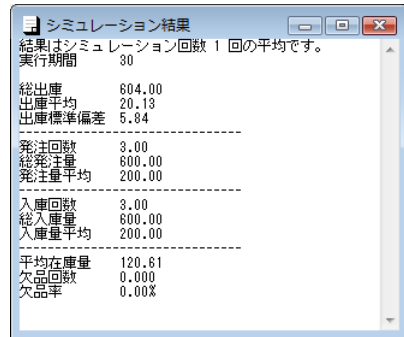 シミュレーション結果
結果はシミュレーション回数 1 回の平均です。
実行期間 30
総出庫 604.00
出庫平均 20.13
出庫標準偏差 5.84
----------------------------------
発注回数 3.00
総発注量 600.00
発注量平均 200.00
----------------------------------
入庫回数 3.00
総入庫量 600.00
入庫量平均 200.00
----------------------------------
平均在庫量 120.61
欠品回数 0.000
欠品率 0.00%